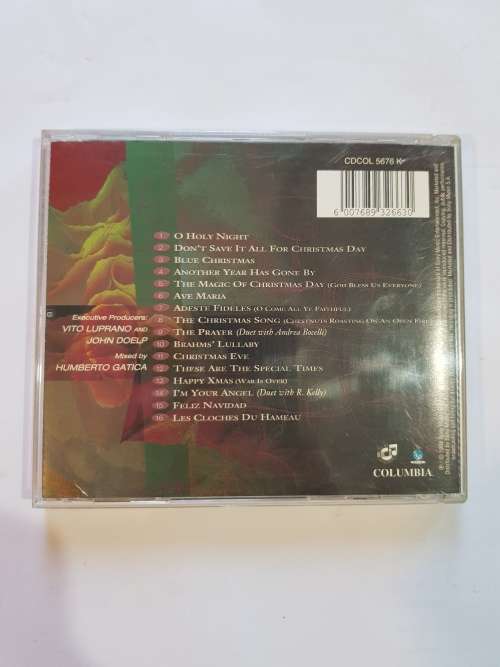 CDCOL 5676 K
6 007689 326630
1 O HOLY NIGHT
2 DON'T SAVE IT ALL FOR CHRISTMAS DAY
3 BLUE CHRISTMAS
4 ANOTHER YEAR HAS GONE BY
5 THE MAGIC OF CHRISTMAS DAY (GOD BLESS US EVERYONE)
6 AVE MARIA
7 ADESTE FIDELES (O COME ALL YE FAITHFUL)
8 THE CHRISTMAS SONG (CHESTNUTS ROASTING ON AN OPEN FIRE)
9 THE PRAYER (Duet with Andrea Bocelli)
10 BRAHMS' LULLABY
11 CHRISTMAS EVE
12 THESE ARE THE SPECIAL TIMES
13 HAPPY XMAS (WAR IS OVER)
14 I'M YOUR ANGEL (Duet with R. Kelly)
15 FELIZ NAVIDAD
16 LES CLOCHES DU HAMEAU
Executive Producers:
VITO LUPRANO AND
JOHN DOELP
Mixed by
HUMBERTO GATICA
COLUMBIA